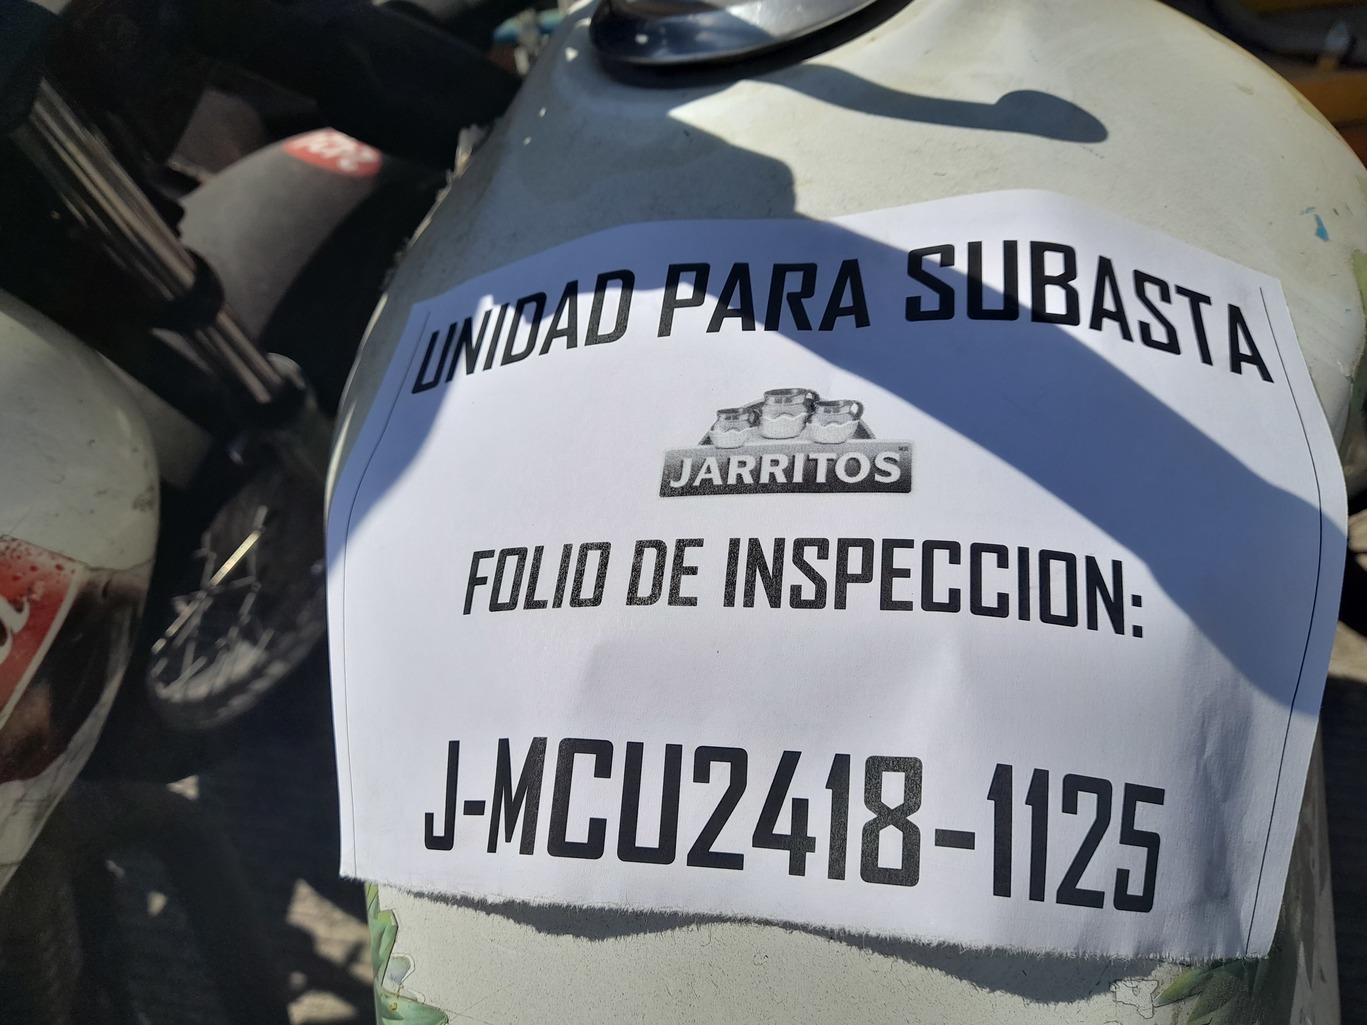 UNIDAD PARA SUBASTA
JARRITOS
FOLIO DE INSPECCION:
J-MCU2418-1125